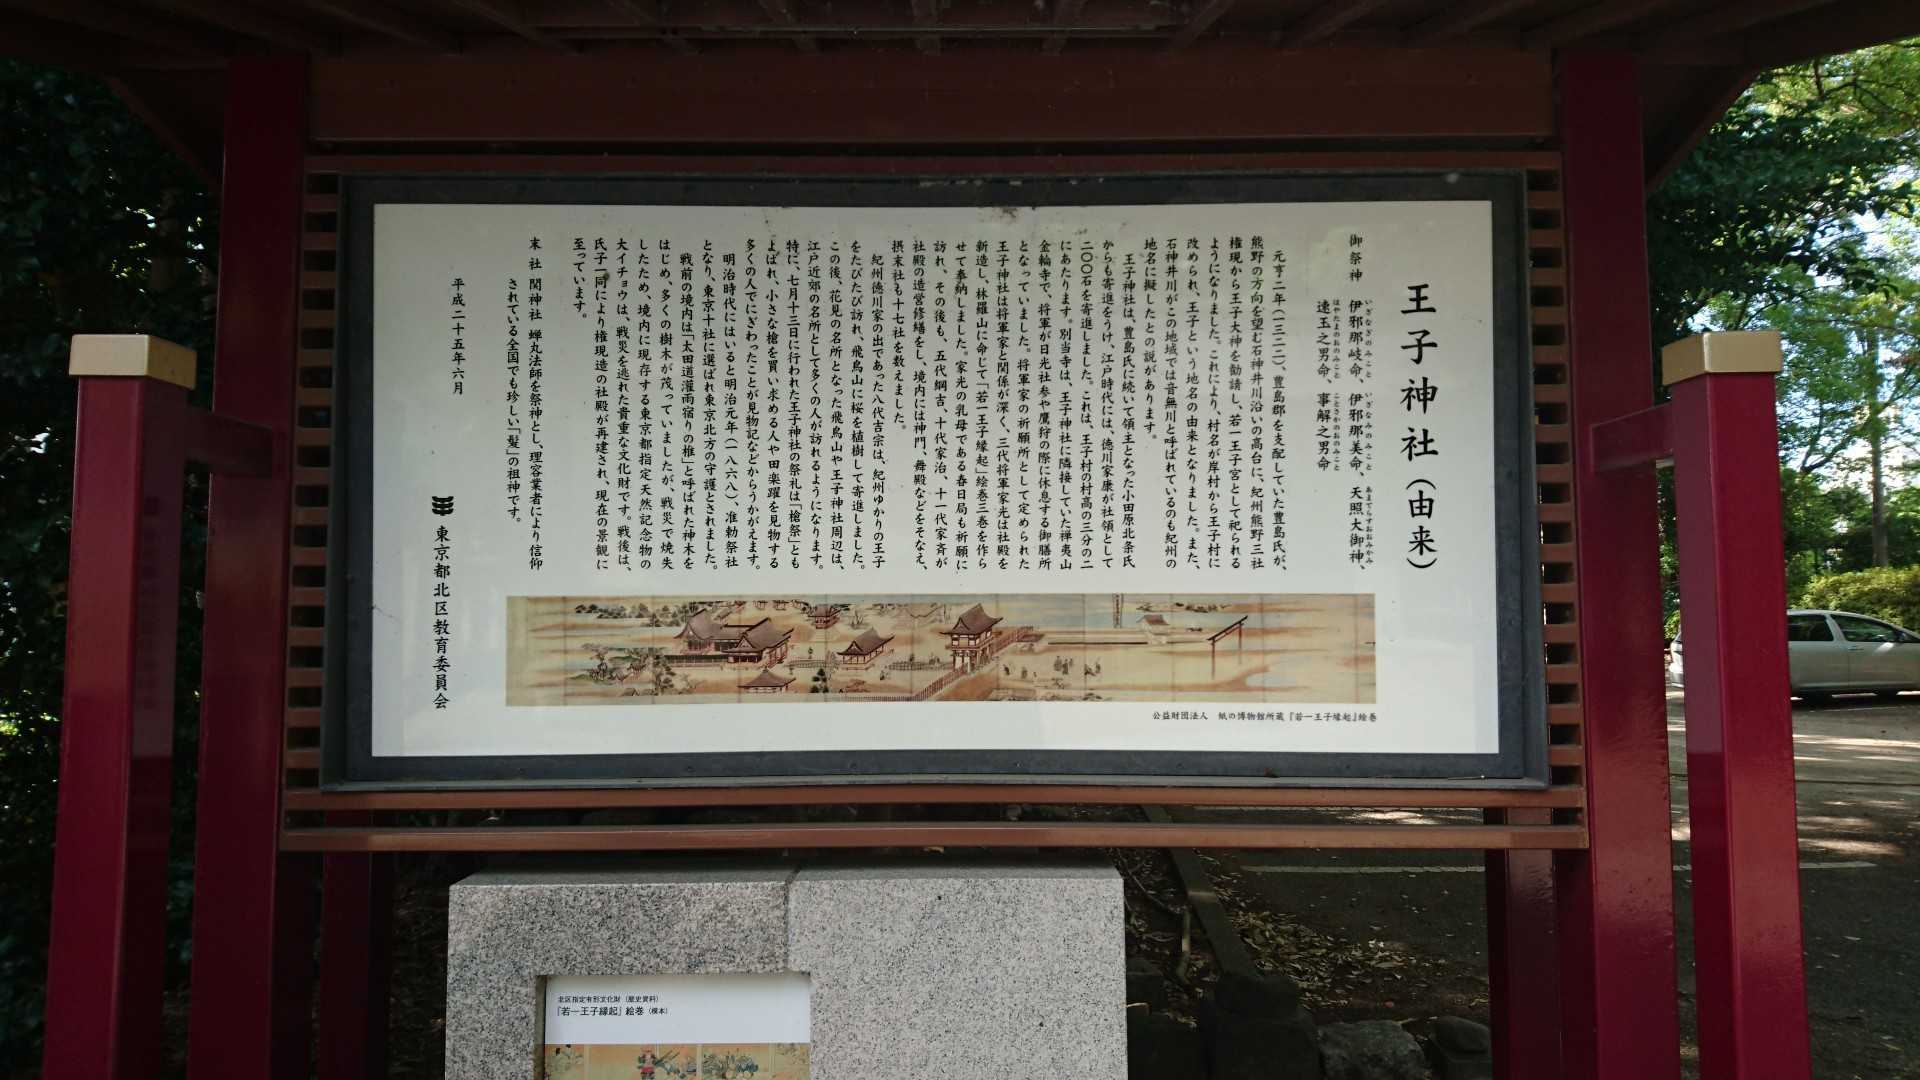 王子神社（由来）
御祭神　伊邪那岐命、伊邪那美命、天照大御神、
いざなぎのみこと　いざなみのみこと　あまてらすおおみかみ
速玉之男命、事解之男命
はやたまのおのみこと　ことさかのおのみこと
元亨二年（一三二二）、豊島郡を支配していた豊島氏が、
熊野の方向を望む石神井川沿いの高台に、紀州熊野三社
権現から王子大神を勧請し、若一王子宮として祀られる
ようになりました。これにより、村名が岸村から王子村に
改められ、王子という地名の由来となりました。また、
石神井川がこの地域では音無川と呼ばれているのも紀州の
地名に擬したとの説があります。
王子神社は、豊島氏に続いて領主となった小田原北条氏
からも寄進をうけ、江戸時代には、徳川家康が社領として
二〇〇石を寄進しました。これは、王子村の村高の三分の二
にあたります。別当寺は、王子神社に隣接していた禅夷山
金輪寺で、将軍が日光社参や鷹狩の際に休息する御膳所
となっていました。将軍家の祈願所として定められた
王子神社は将軍家と関係が深く、三代将軍家光は社殿を
新造し、林羅山に命じて「若一王子縁起」絵巻三巻を作ら
せて奉納しました。家光の乳母である春日局も祈願に
訪れ、その後も、五代綱吉、十代家治、十一代家斉が
社殿の造営修繕をし、境内には神門、舞殿などをそなえ、
摂末社も十七社を数えました。
紀州徳川家の出であった八代吉宗は、紀州ゆかりの王子
をたびたび訪れ、飛鳥山に桜を植樹して寄進しました。
この後、花見の名所となった飛鳥山や王子神社周辺は、
江戸近郊の名所として多くの人が訪れるようになります。
特に、七月十三日に行われた王子神社の祭礼は「槍祭」とも
よばれ、小さな槍を買い求める人や田楽躍を見物する
多くの人でにぎわったことが見物記などからうかがえます。
明治時代にはいると明治元年（一八六八）、准勅祭社
となり、東京十社に選ばれ東京北方の守護とされました。
戦前の境内は「太田道灌雨宿りの椎」と呼ばれた神木を
はじめ、多くの樹木が茂っていましたが、戦災で焼失
したため、境内に現存する東京都指定天然記念物の
大イチョウは、戦災を逃れた貴重な文化財です。戦後は、
氏子一同により権現造の社殿が再建され、現在の景観に
至っています。
末社　関神社　蝉丸法師を祭神とし、理容業者により信仰
されている全国でも珍しい「髪」の祖神です。
平成二十五年六月
東京都北区教育委員会
公益財団法人　紙の博物館所蔵『若一王子縁起』絵巻
北区指定有形文化財（歴史資料）
「若一王子縁起」絵巻（模本）